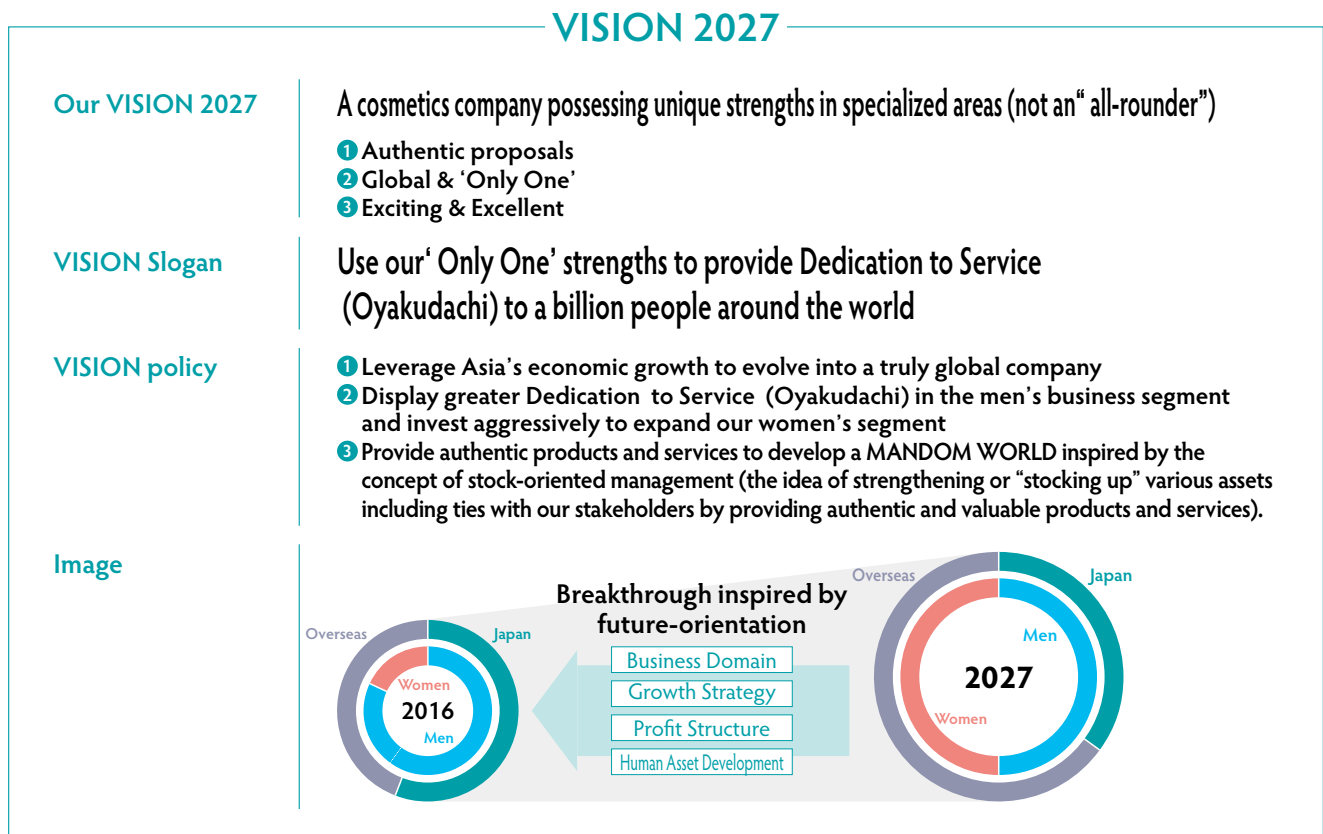 VISION 2027
Our VISION 2027
A cosmetics company possessing unique strengths in specialized areas (not an“ all-rounder”)
1 Authentic proposals
2 Global & ‘Only One’
3 Exciting & Excellent
VISION Slogan
Use our‘ Only One’ strengths to provide Dedication to Service
(Oyakudachi) to a billion people around the world
VISION policy
1 Leverage Asia’s economic growth to evolve into a truly global company
2 Display greater Dedication to Service (Oyakudachi) in the men’s business segment
and invest aggressively to expand our women’s segment
3 Provide authentic products and services to develop a MANDOM WORLD inspired by the
concept of stock-oriented management (the idea of strengthening or “stocking up” various assets
including ties with our stakeholders by providing authentic and valuable products and services).
Image
Overseas
Japan
Women
2016
Men
Breakthrough inspired by
future-orientation
Business Domain
Growth Strategy
Profit Structure
Human Asset Development
Overseas
Japan
Men
2027
Women